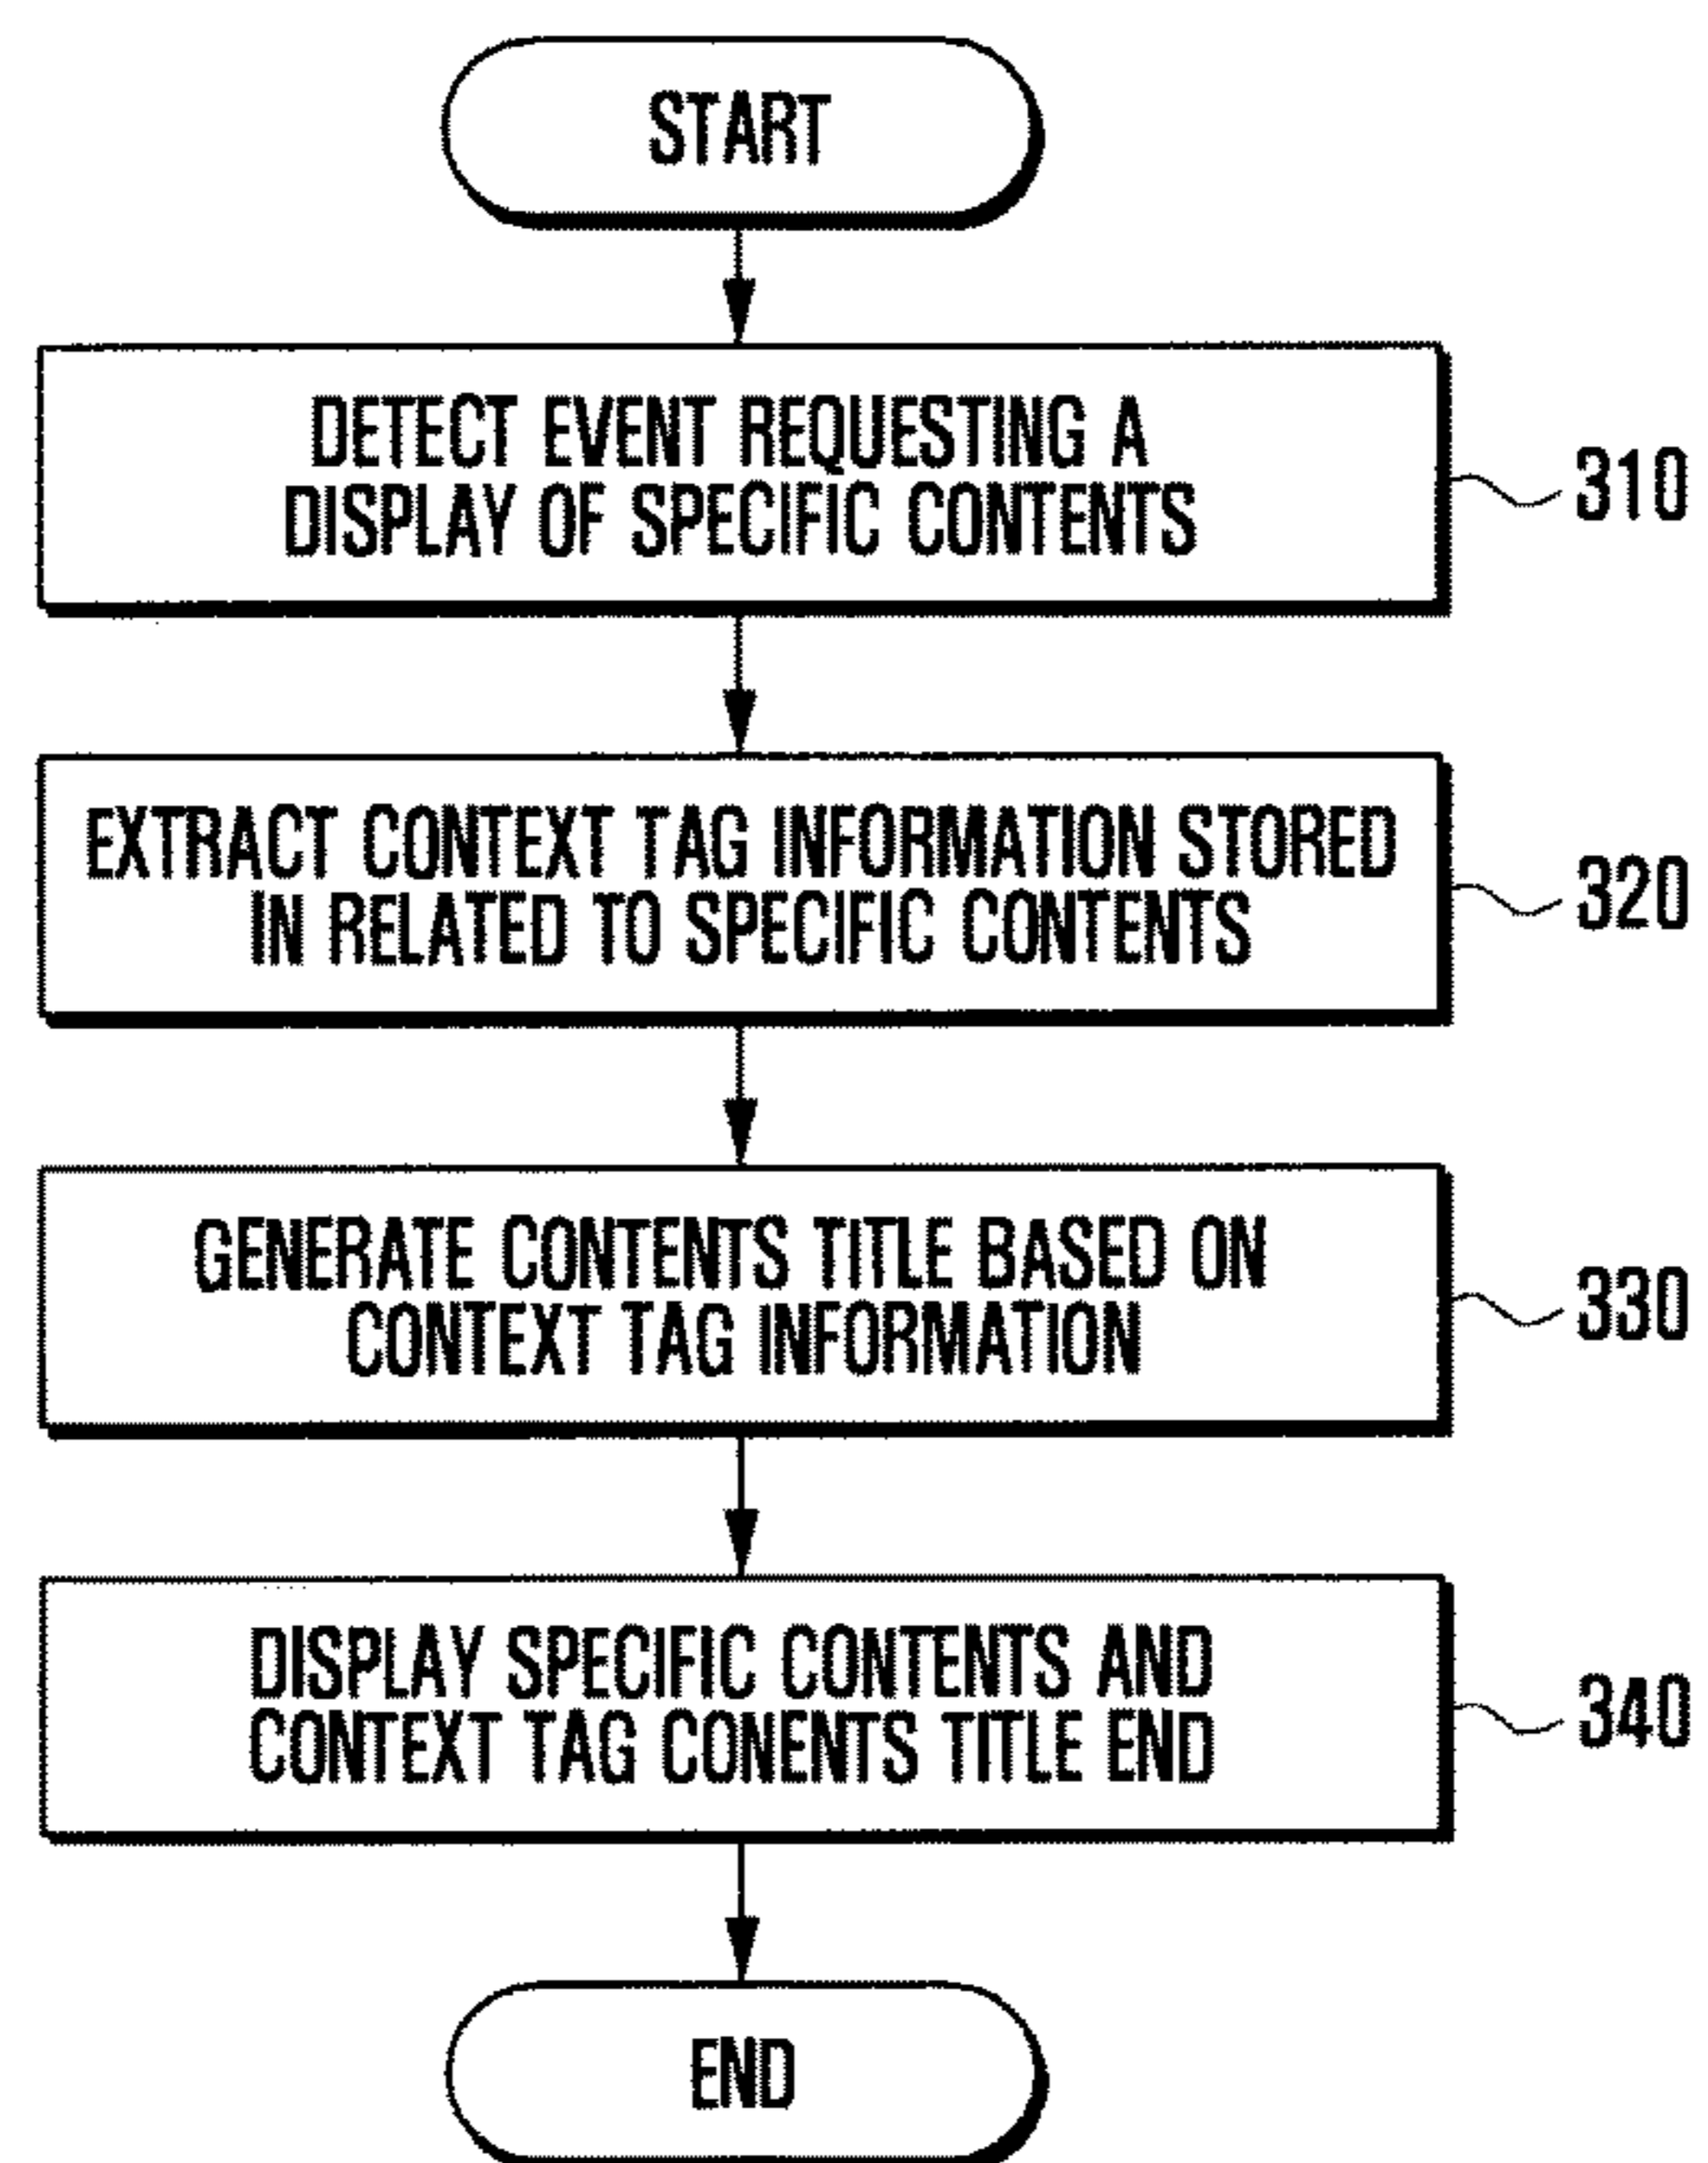 START
DETECT EVENT REQUESTING A
DISPLAY OF SPECIFIC CONTENTS
310
EXTRACT CONTEXT TAG INFORMATION STORED
IN RELATED TO SPECIFIC CONTENTS
320
GENERATE CONTENTS TITLE BASED ON
CONTEXT TAG INFORMATION
330
DISPLAY SPECIFIC CONTENTS AND
CONTEXT TAG CONENTS TITLE END
340
END